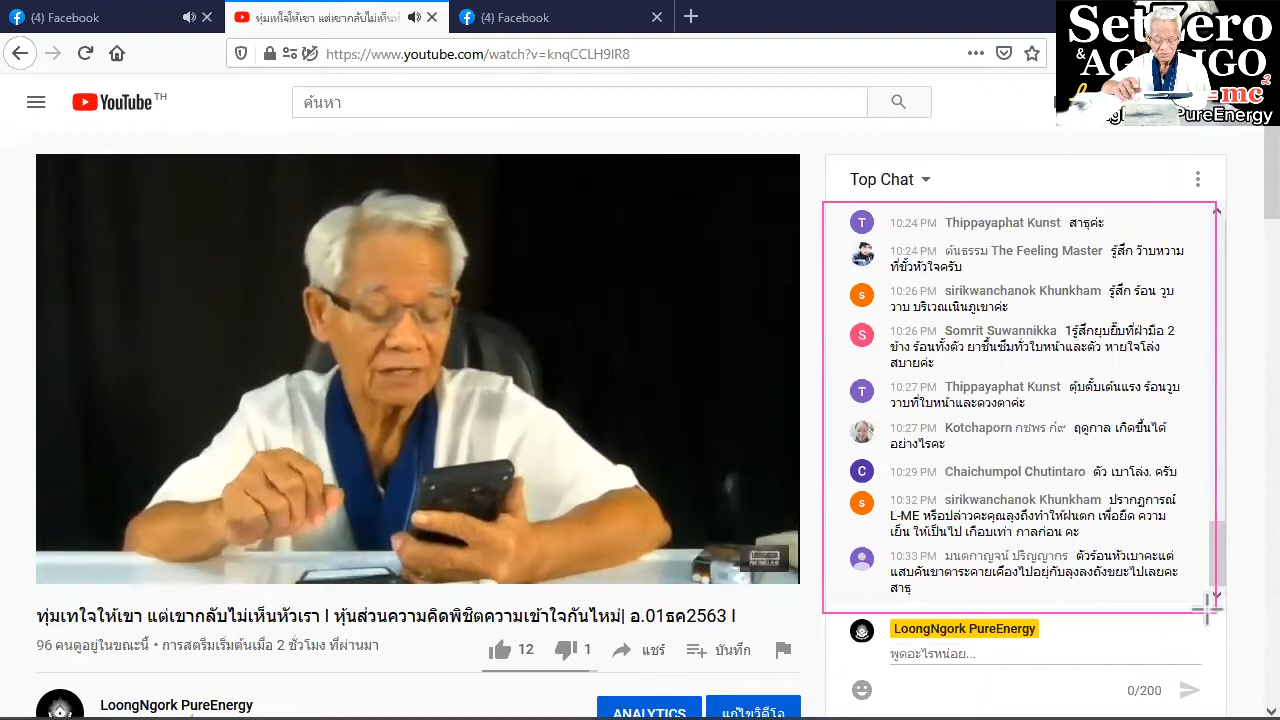 (4) Facebook
ทุ่มเทใจให้เขา แต่เขากลับไม่เห็นหั
(4) Facebook
https://www.youtube.com/watch?v=knqCCLH9IR8
SetZero
&
=mc²
PureEnergy
YouTube TH
ค้นหา
Top Chat
T 10:24 PM Thippayaphat Kunst สาธุค่ะ
10:24 PM ต้นธรรม The Feeling Master รู้สึก ว๊าบหวาม
ที่ขั้วหัวใจครับ
s 10:26 PM sirikwanchanok Khunkham รู้สึก ร้อน วูบ
วาบ บริเวณเนินภูเขาค่ะ
S 10:26 PM Somrit Suwannikka 1รู้สึกยุบยิ๊บที่ฝ่ามือ 2
ข้าง ร้อนทั้งตัว ยาขึ้นซึมทั่วใบหน้าและตัว หายใจโล่ง
สบายค่ะ
T 10:27 PM Thippayaphat Kunst ตุ๊บตั๊บเต้นแรง ร้อนวูบ
วาบที่ใบหน้าและดวงตาค่ะ
10:27 PM Kotchaporn กชพร ก๋๙ ฤดูกาล เกิดขึ้นได้
อย่างไรคะ
C 10:29 PM Chaichumpol Chutintaro ตัว เบาโล่ง. ครับ
s 10:32 PM sirikwanchanok Khunkham ปรากฏการณ์
L-ME หรือปล่าวคะคุณลุงถึงทำให้ฝนตก เพื่อยืด ความ
เย็น ให้เป็นไป เกือบเท่า กาลก่อน คะ
10:33 PM มนตกาญจน์ ปริญญากร ตัวร้อนหัวเบาคะแต่
แสบคันขาตาระคายเคืองไปอยู่กับลุงลงถังขยะไปเลยคะ
สาธุ
LoongNgork PureEnergy
พูดอะไรหน่อย...
0/200
ทุ่มเทใจให้เขา แต่เขากลับไม่เห็นหัวเรา l หุ้นส่วนความคิดพิชิตความเข้าใจกันไหม| อ.01ธค2563 l
96 คนดูอยู่ในขณะนี้ • การสตรีมเริ่มต้นเมื่อ 2 ชั่วโมง ที่ผ่านมา
12
1
แชร์
บันทึก
LoongNgork PureEnergy
ANALYTICS
แก้ไขวิดีโอ